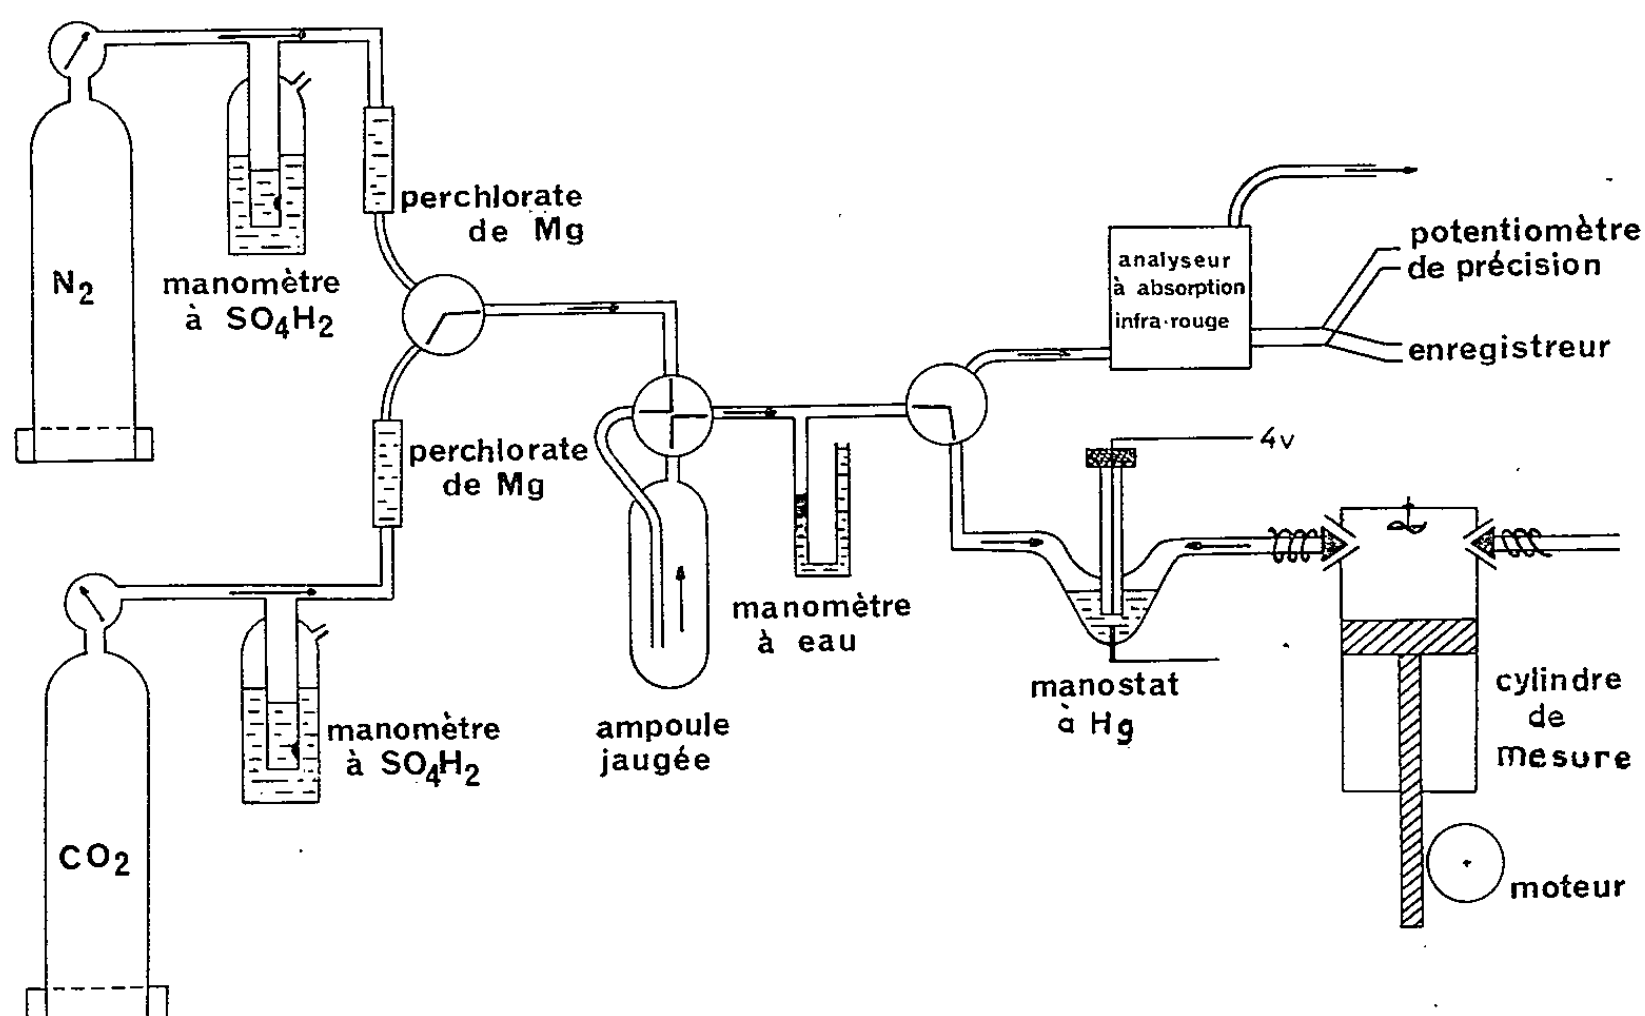 N2
manomètre
à SO4H2
perchlorate
de Mg
perchlorate
de Mg
CO2
manomètre
à SO4H2
ampoule
jaugée
manomètre
à eau
analyseur
à absorption
infra-rouge
potentiomètre
de précision
enregistreur
4v
manostat
à Hg
cylindre
de
mesure
moteur